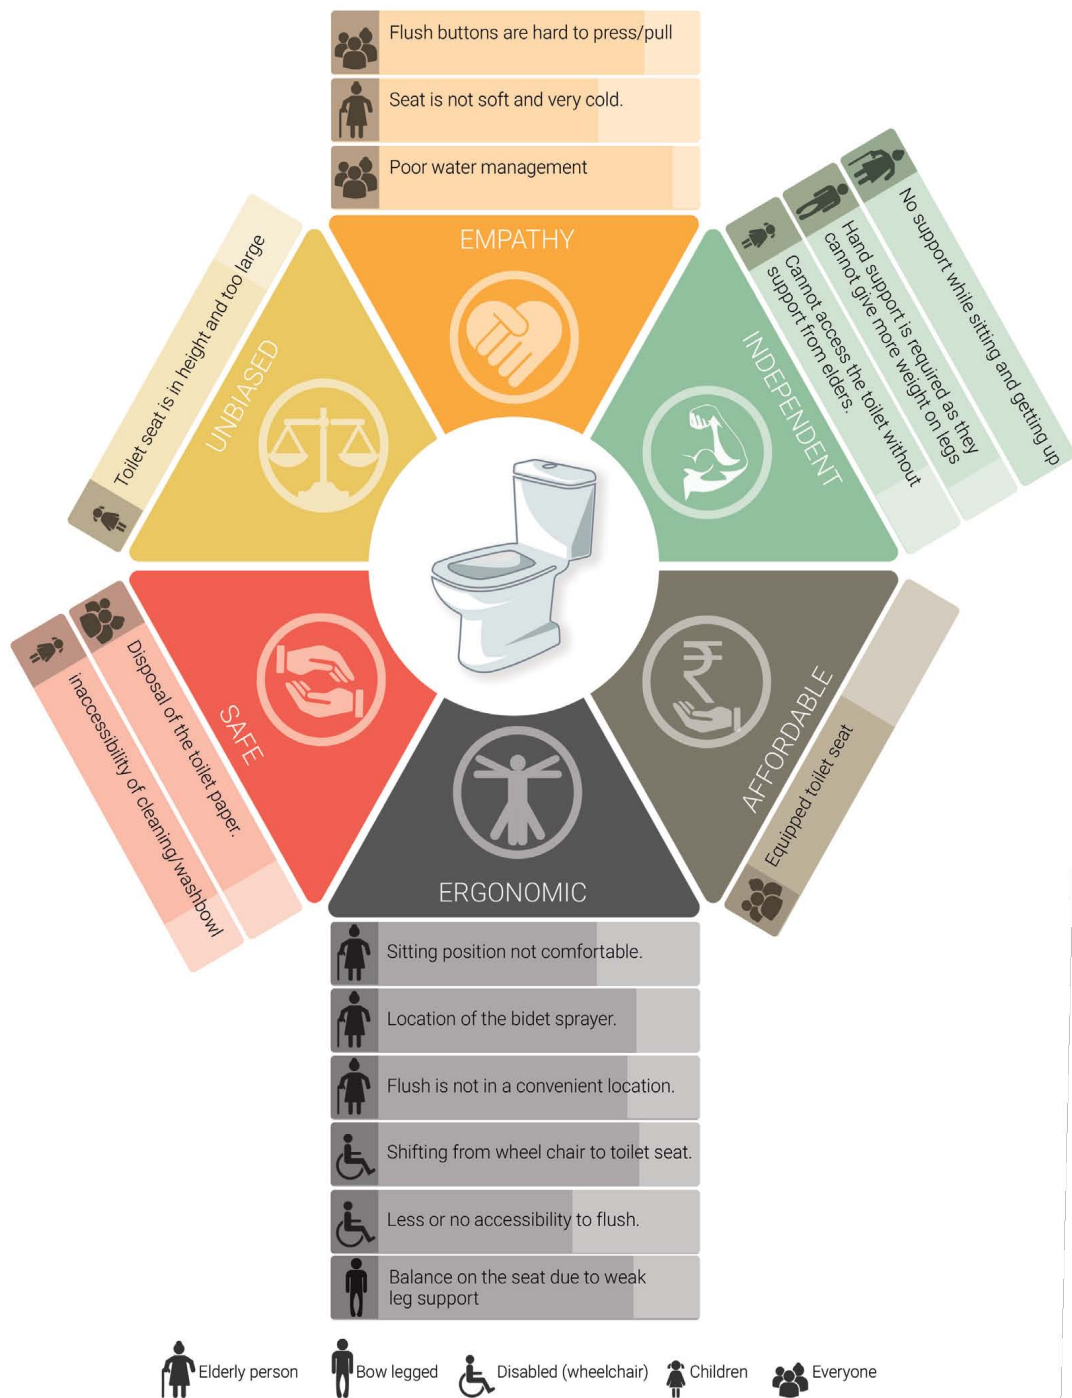 Flush buttons are hard to press/pull
Seat is not soft and very cold.
Poor water management
EMPATHY
UNBIASED
Toilet seat is in height and too large
INDEPENDENT
Cannot access the toilet without
support from elders.
Hand support is required as they
cannot give more weight on legs
No support while sitting and getting up
SAFE
Disposal of the toilet paper.
inaccessibility of cleaning/washbowl
₹
AFFORDABLE
Equipped toilet seat
ERGONOMIC
Sitting position not comfortable.
Location of the bidet sprayer.
Flush is not in a convenient location.
Shifting from wheel chair to toilet seat.
Less or no accessibility to flush.
Balance on the seat due to weak
leg support
Elderly person
Bow legged
Disabled (wheelchair)
Children
Everyone